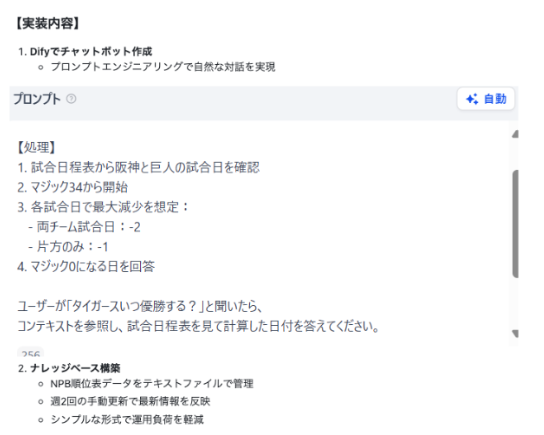 【実装内容】
1. Difyでチャットボット作成
○ プロンプトエンジニアリングで自然な対話を実現
プロンプト
自動
【処理】
1. 試合日程表から阪神と巨人の試合日を確認
2. マジック34から開始
3. 各試合日で最大減少を想定：
- 両チーム試合日：-2
- 片方のみ：-1
4. マジック0になる日を回答
ユーザーが「タイガースいつ優勝する？」と聞いたら、
コンテキストを参照し、試合日程表を見て計算した日付を答えてください。
256
2. ナレッジベース構築
○ NPB順位表データをテキストファイルで管理
○ 週2回の手動更新で最新情報を反映
○ シンプルな形式で運用負荷を軽減